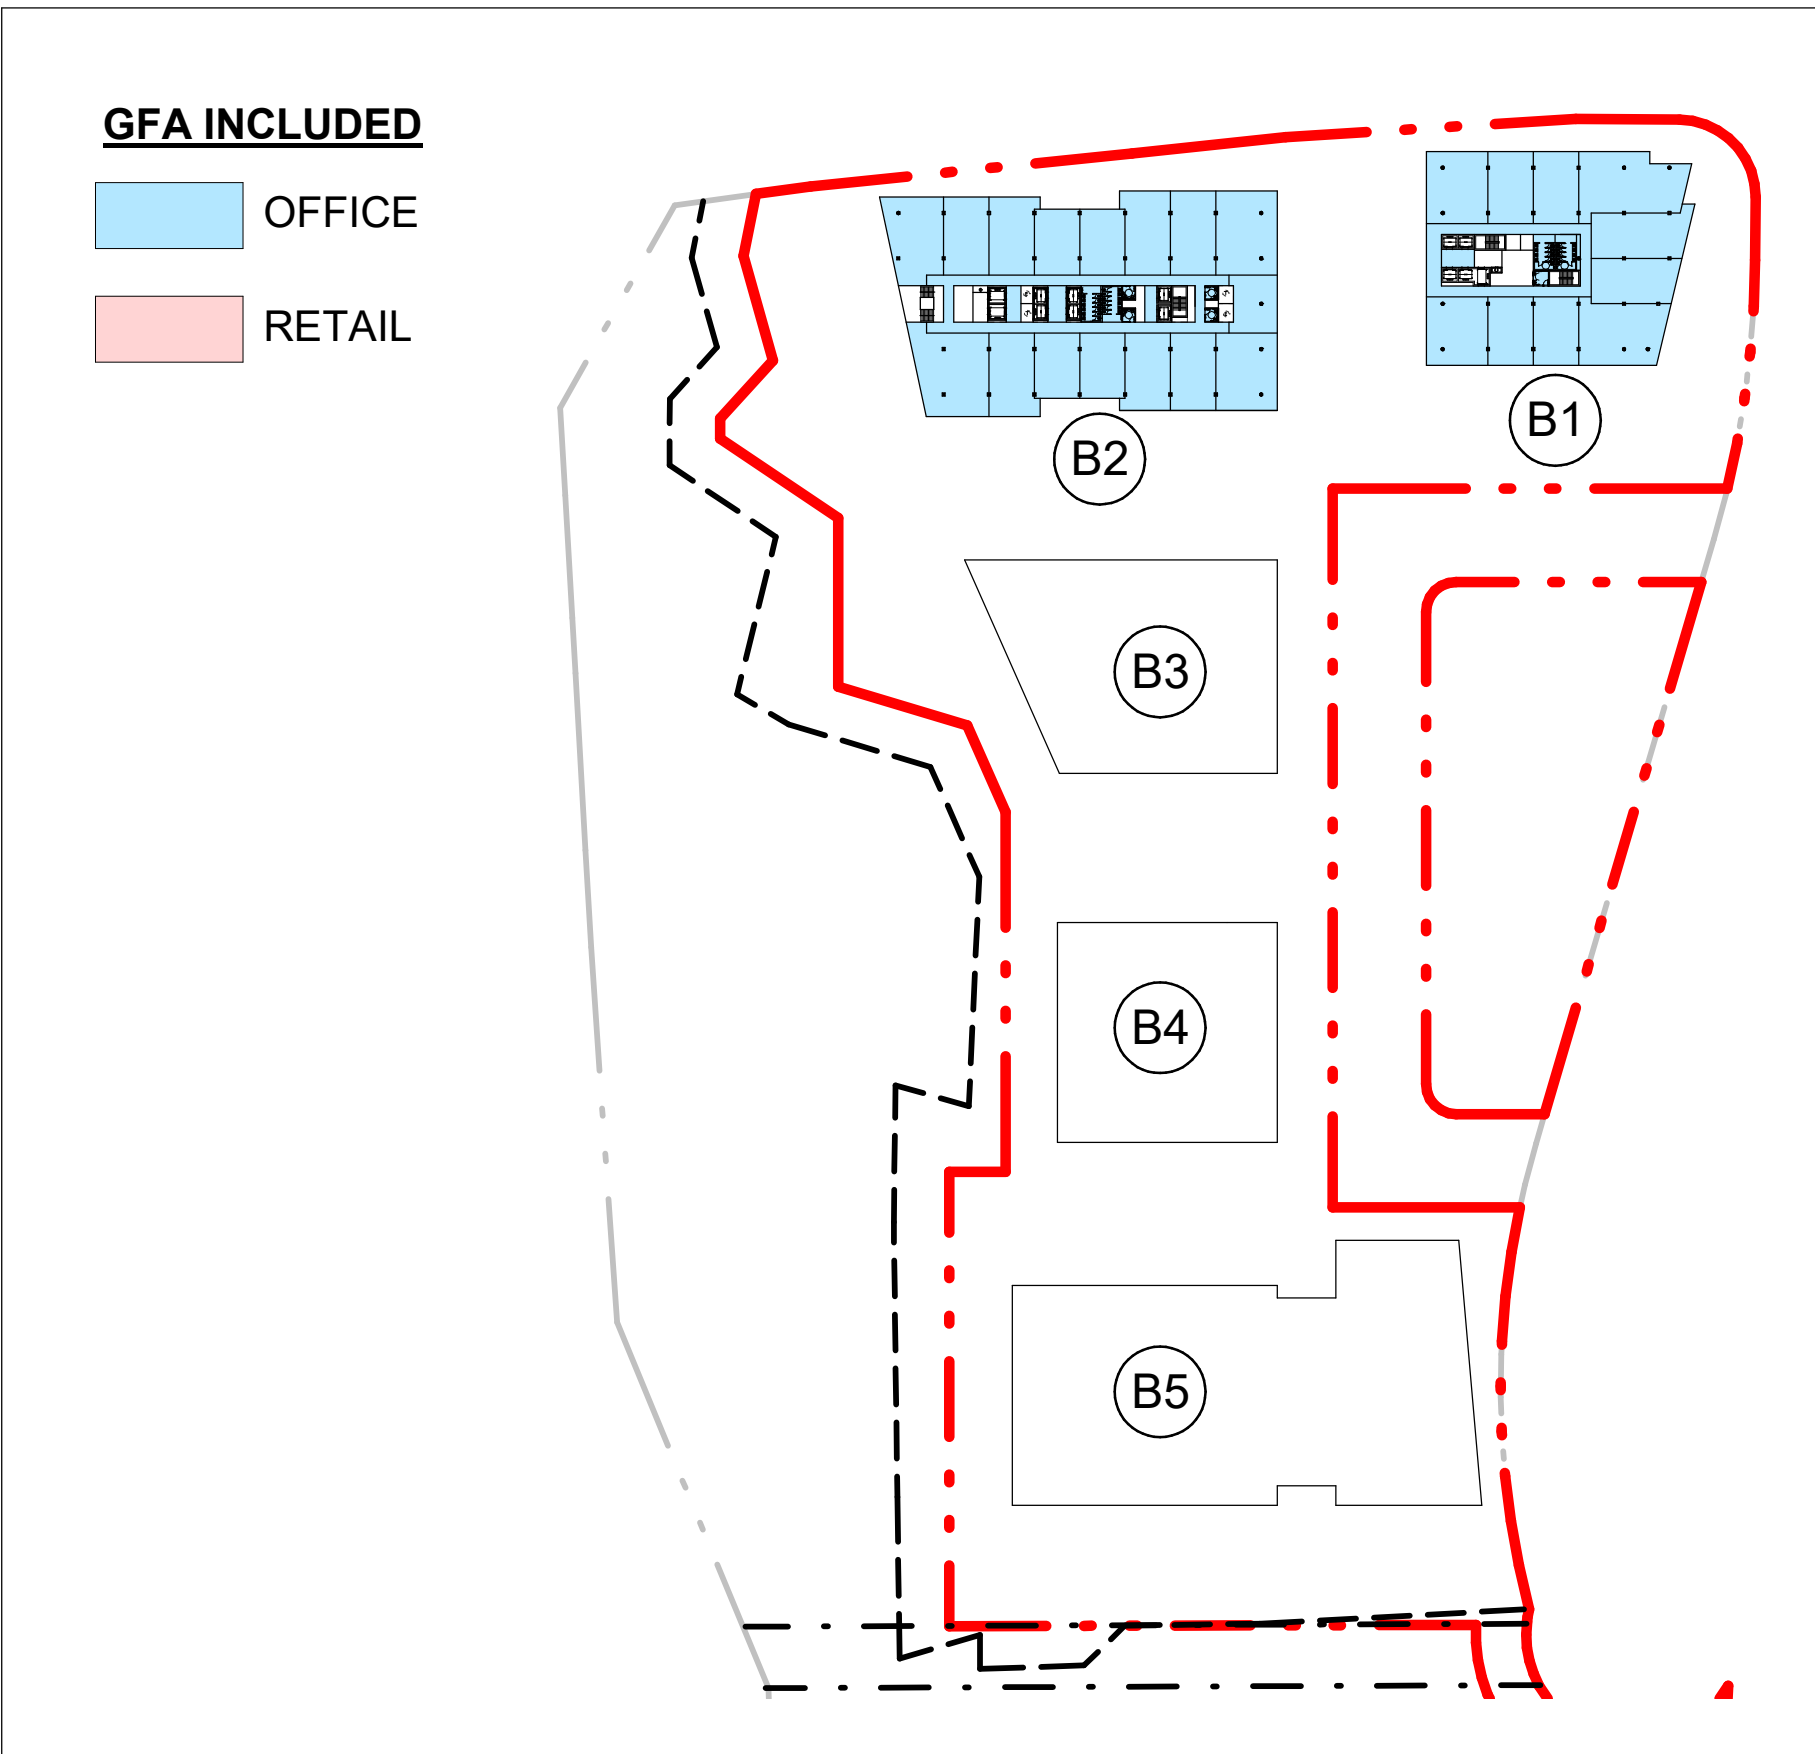 GFA INCLUDED
OFFICE
RETAIL
B1
B2
B3
B4
B5